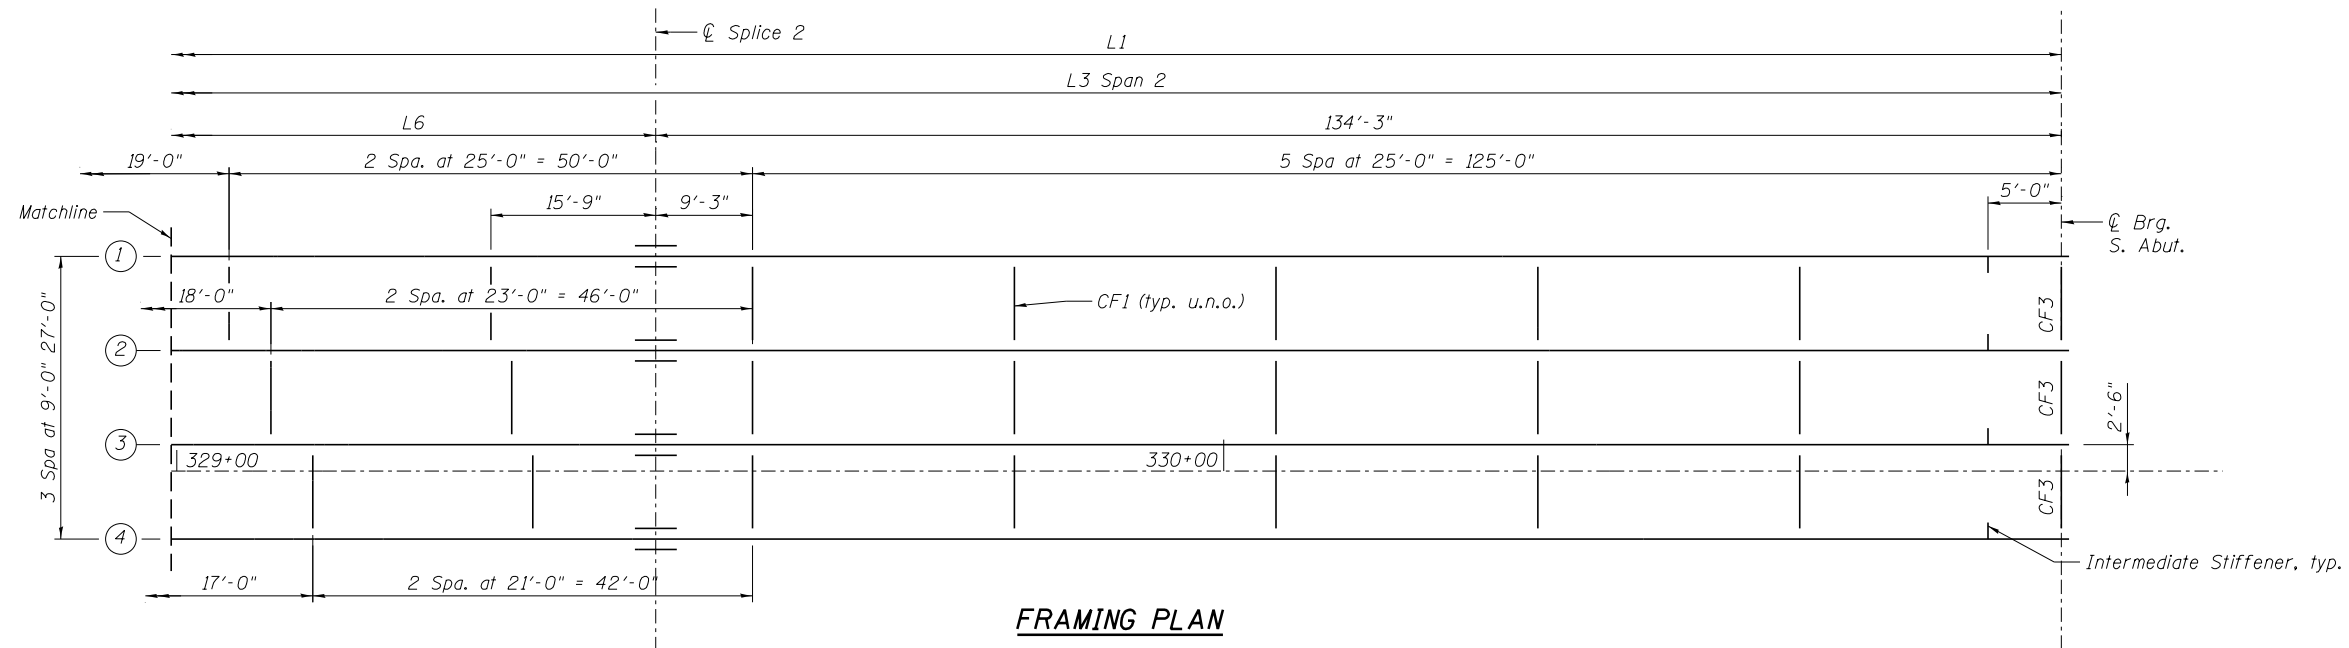 ℄ Splice 2
L1
L3 Span 2
L6
134'-3"
19'-0"
2 Spa. at 25'-0" = 50'-0"
5 Spa at 25'-0" = 125'-0"
15'-9"
9'-3"
5'-0"
Matchline
℄ Brg.
S. Abut.
1
18'-0"
2 Spa. at 23'-0" = 46'-0"
CF1 (typ. u.n.o.)
CF3
3 Spa at 9'-0" 27'-0"
2
CF3
2'-6"
3
329+00
330+00
CF3
4
Intermediate Stiffener, typ.
17'-0"
2 Spa. at 21'-0" = 42'-0"
FRAMING PLAN